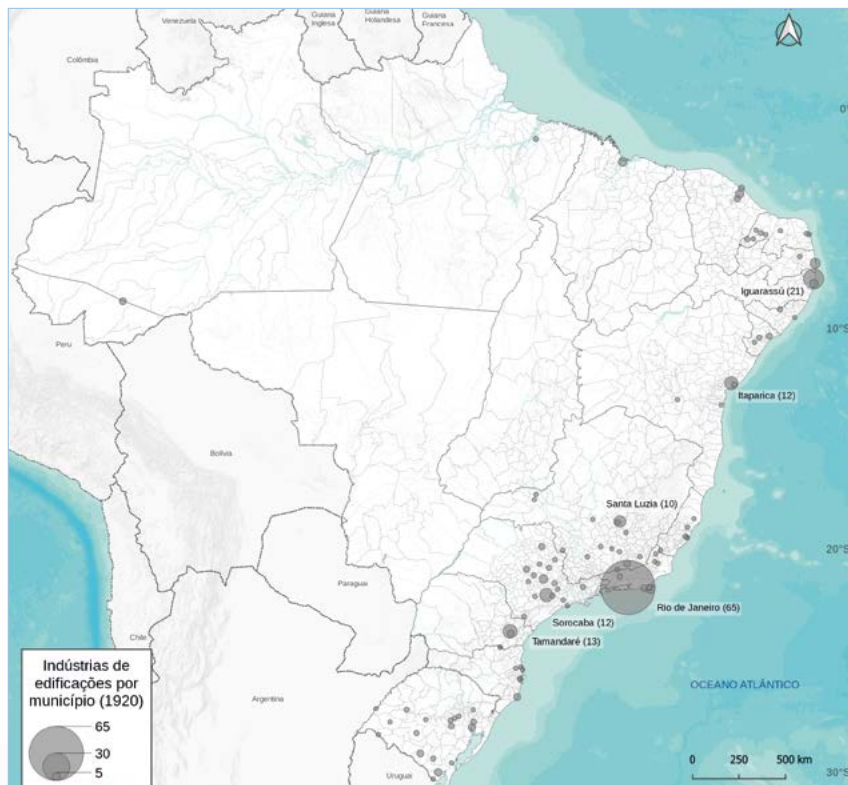 Venezuela
Guiana
Inglesa
Guiana
Holandesa
Guiana
Francesa
Colômbia
0°
Iguarassú (21)
10°S
Peru
Itaparica (12)
Bolívia
Santa Luzia (10)
20°S
Paraguai
Rio de Janeiro (65)
Sorocaba (12)
Tamandaré (13)
Chile
Indústrias de
edificações por
município (1920)
65
30
5
Argentina
OCEANO ATLÂNTICO
Uruguai
0 250 500 km
30°S